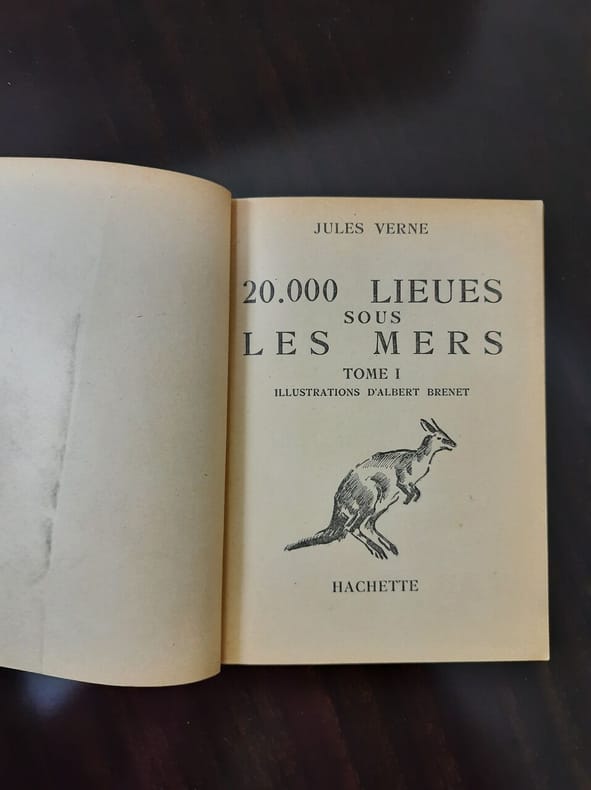 JULES VERNE
20.000 LIEUES
SOUS
LES MERS
TOME I
ILLUSTRATIONS D'ALBERT BRENET
HACHETTE